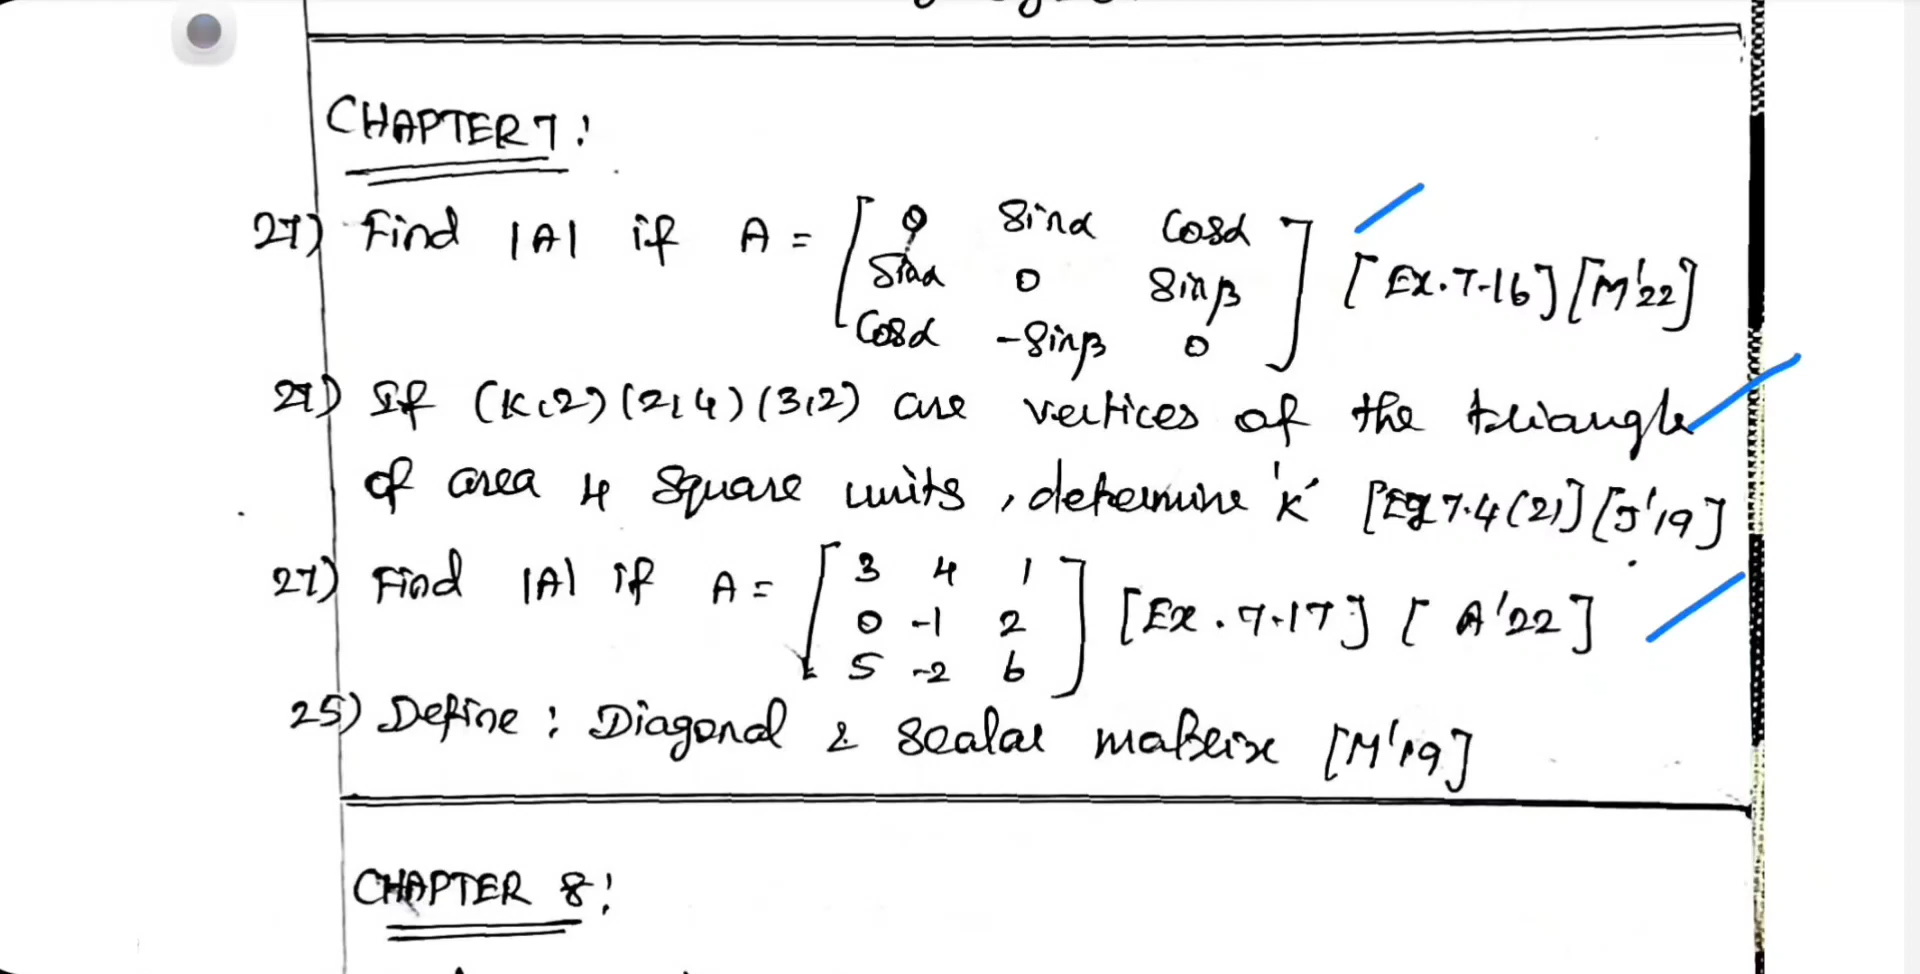 CHAPTER 7:
27) Find |A| if A = [ 0 Sinα Cosα
Sinα 0 Sinβ
Cosα -Sinβ 0 ] [Ex.7.16] [M'22]
27) If (K,2) (2,4) (3,2) are vertices of the triangle
of area 4 square units, determine 'K' [Eg 7.4(2)] [J'19]
27) Find |A| if A = [ 3 4 1
0 -1 2
5 -2 6 ] [Ex.7.17] [A'22]
25) Define: Diagonal & Scalar matrix [M'19]
CHAPTER 8: